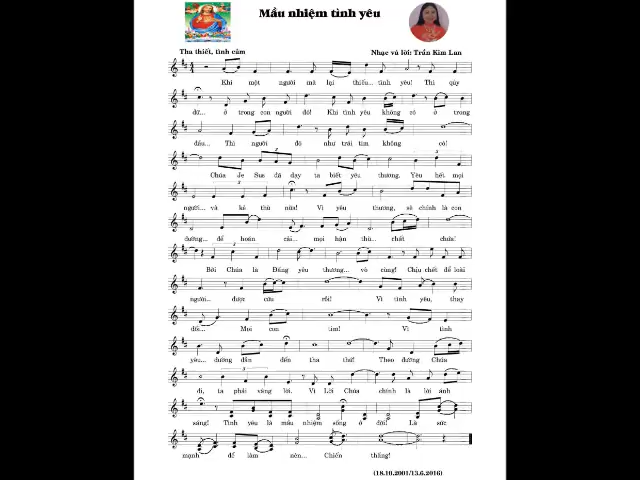 Mầu nhiệm tình yêu
Tha thiết, tình cảm
Nhạc và lời: Trần Kim Lan
Khi một người mà lại thiếu... tình yêu! Thì qủy
dữ... ở trong con người đó! Khi tình yêu không có ở trong
đầu... Thì người đó như trái tim không có!
Chúa Je Sus đã dạy ta biết yêu thương. Yêu hết mọi
người... và kẻ thù nữa! Vì yêu thương, sẽ chính là con
đường... để hoán cải... mọi hận thù... chất chứa!
Bởi Chúa là Đấng yêu thương... vô cùng! Chịu chết để loài
người... được cứu rỗi! Vì tình yêu, thay
đổi... Mọi con tim! Vì tình
yêu... đường dẫn đến tha thứ! Theo đường Chúa
đi, ta phải vâng lời. Vì Lời Chúa chính là lời ánh
sáng! Tình yêu là mầu nhiệm sống ở đời! Là sức
mạnh để làm nên... Chiến thắng!
(18.10.2001/13.6.2016)